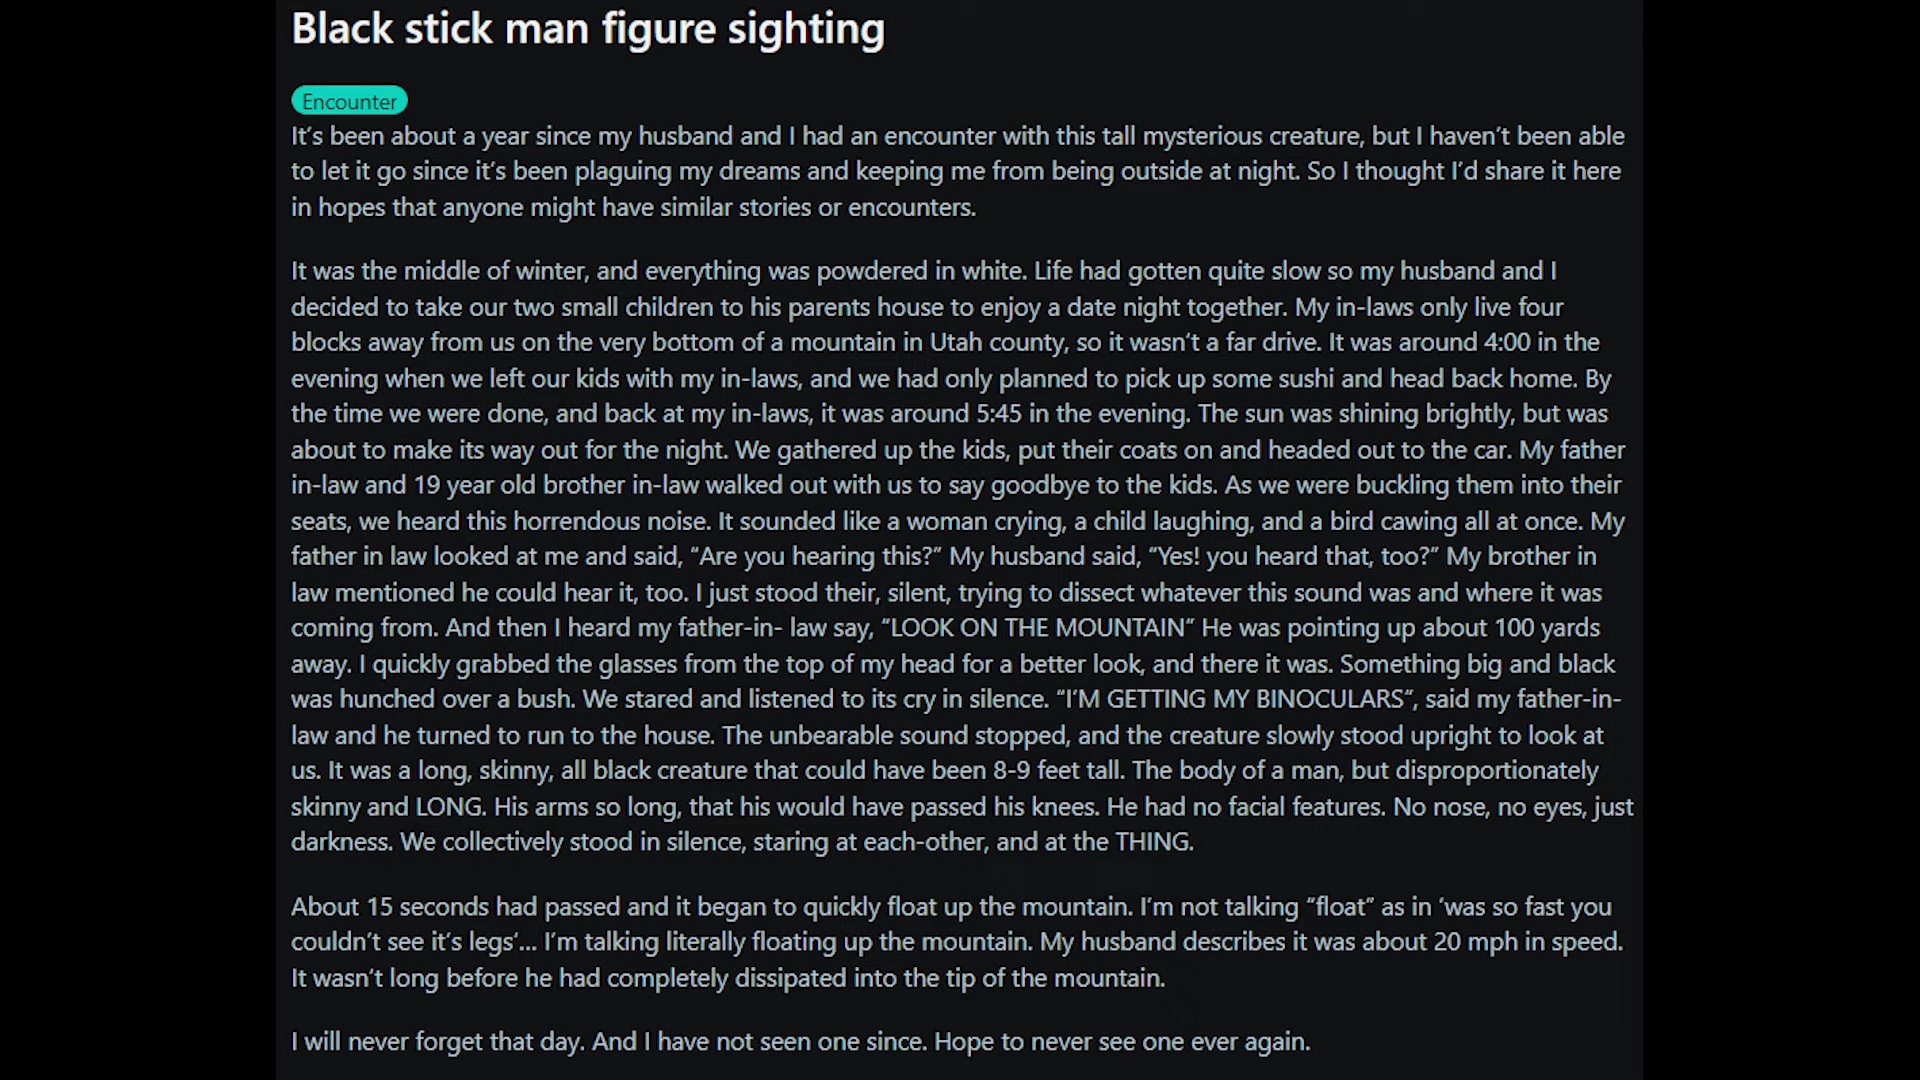 Black stick man figure sighting
Encounter
It’s been about a year since my husband and I had an encounter with this tall mysterious creature, but I haven’t been able
to let it go since it’s been plaguing my dreams and keeping me from being outside at night. So I thought I’d share it here
in hopes that anyone might have similar stories or encounters.
It was the middle of winter, and everything was powdered in white. Life had gotten quite slow so my husband and I
decided to take our two small children to his parents house to enjoy a date night together. My in-laws only live four
blocks away from us on the very bottom of a mountain in Utah county, so it wasn’t a far drive. It was around 4:00 in the
evening when we left our kids with my in-laws, and we had only planned to pick up some sushi and head back home. By
the time we were done, and back at my in-laws, it was around 5:45 in the evening. The sun was shining brightly, but was
about to make its way out for the night. We gathered up the kids, put their coats on and headed out to the car. My father
in-law and 19 year old brother in-law walked out with us to say goodbye to the kids. As we were buckling them into their
seats, we heard this horrendous noise. It sounded like a woman crying, a child laughing, and a bird cawing all at once. My
father in law looked at me and said, “Are you hearing this?” My husband said, “Yes! you heard that, too?” My brother in
law mentioned he could hear it, too. I just stood their, silent, trying to dissect whatever this sound was and where it was
coming from. And then I heard my father-in- law say, “LOOK ON THE MOUNTAIN” He was pointing up about 100 yards
away. I quickly grabbed the glasses from the top of my head for a better look, and there it was. Something big and black
was hunched over a bush. We stared and listened to its cry in silence. “I’M GETTING MY BINOCULARS“, said my father-in-
law and he turned to run to the house. The unbearable sound stopped, and the creature slowly stood upright to look at
us. It was a long, skinny, all black creature that could have been 8-9 feet tall. The body of a man, but disproportionately
skinny and LONG. His arms so long, that his would have passed his knees. He had no facial features. No nose, no eyes, just
darkness. We collectively stood in silence, staring at each-other, and at the THING.
About 15 seconds had passed and it began to quickly float up the mountain. I’m not talking “float” as in ‘was so fast you
couldn’t see it’s legs’... I’m talking literally floating up the mountain. My husband describes it was about 20 mph in speed.
It wasn’t long before he had completely dissipated into the tip of the mountain.
I will never forget that day. And I have not seen one since. Hope to never see one ever again.